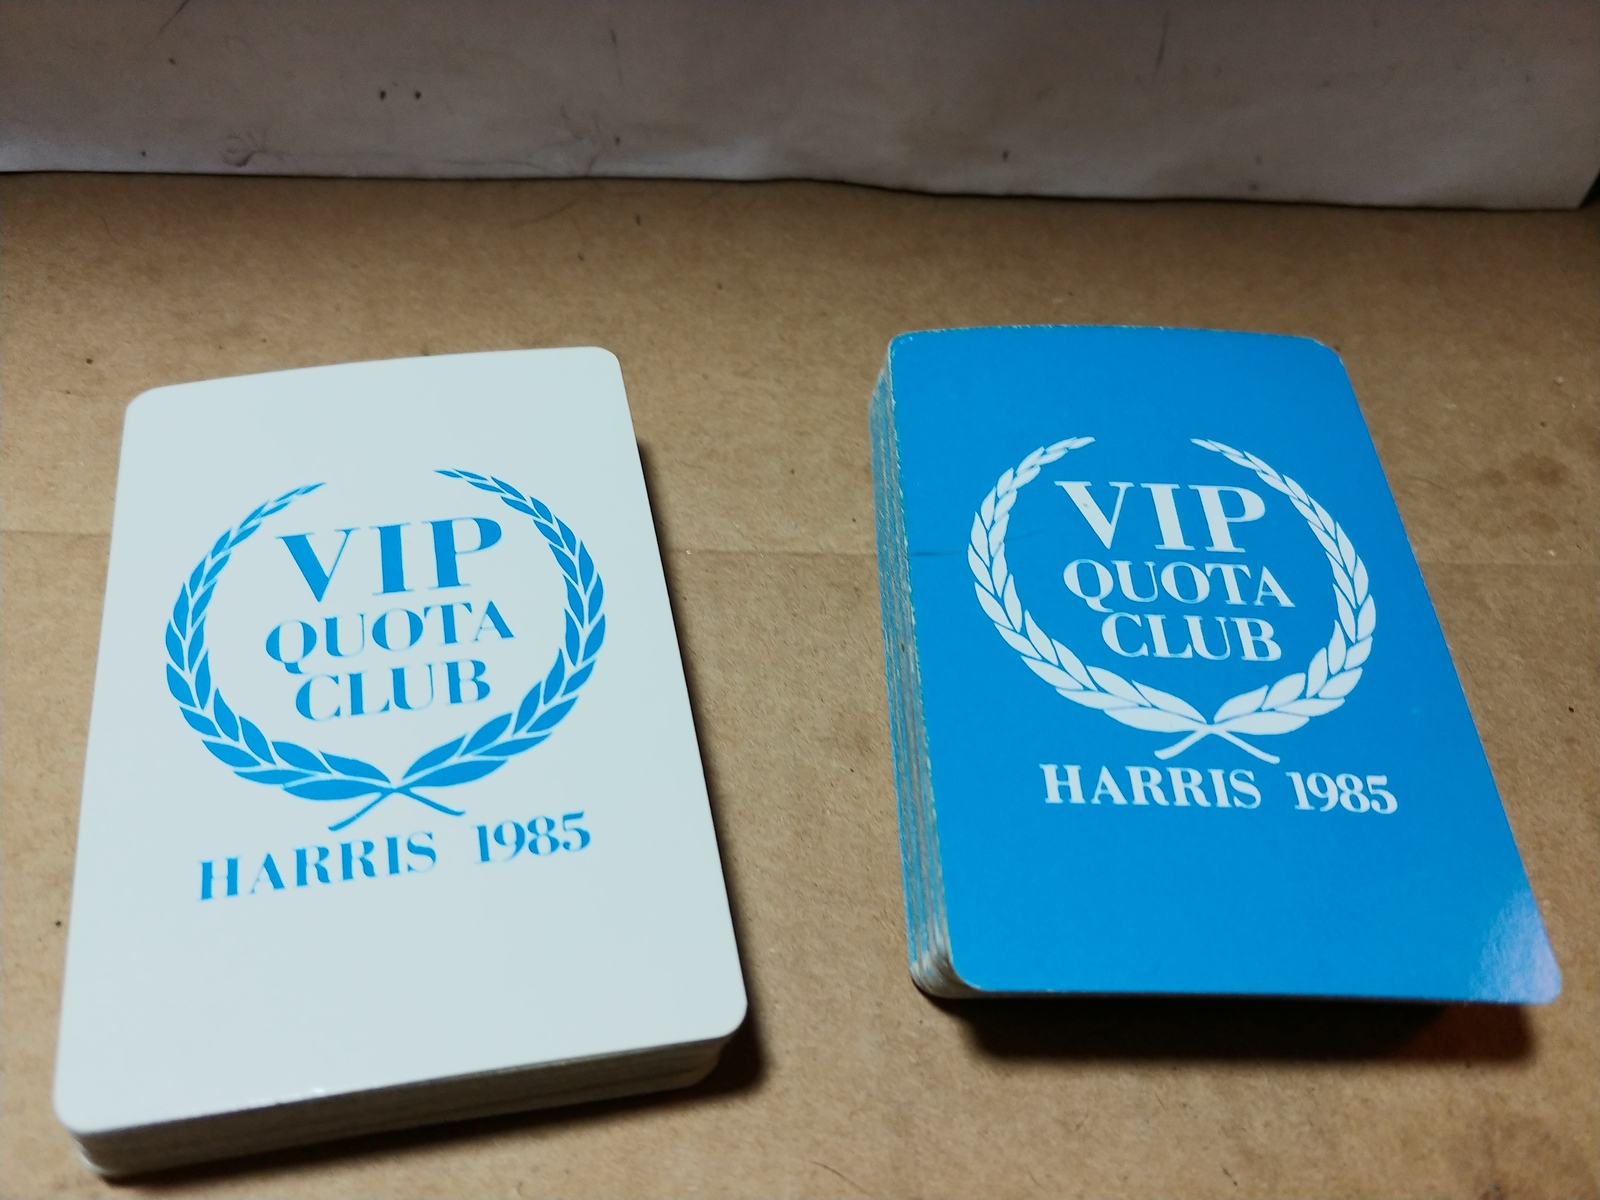 VIP
QUOTA
CLUB
HARRIS 1985
VIP
QUOTA
CLUB
HARRIS 1985